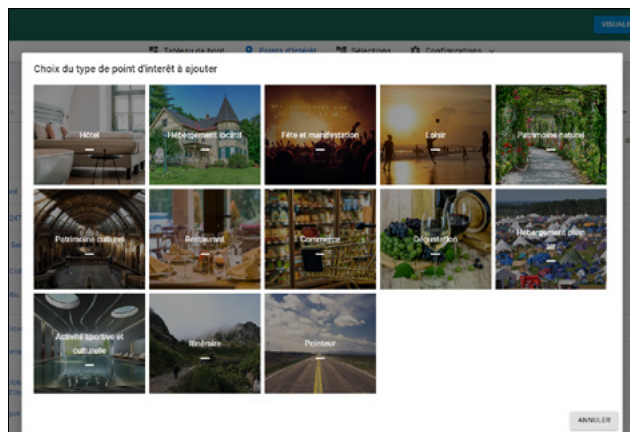 VISUALI
Tableau de bord Points d'intérêt Sélections Configurations
Choix du type de point d'interêt à ajouter
Hôtel
Hébergement locatif
Fête et manifestation
Loisir
Patrimoine naturel
Patrimoine culturel
Restaurant
Commerce
Dégustation
Hébergement plein
air
Activité sportive et
culturelle
Itinéraire
Pointeur
ANNULER